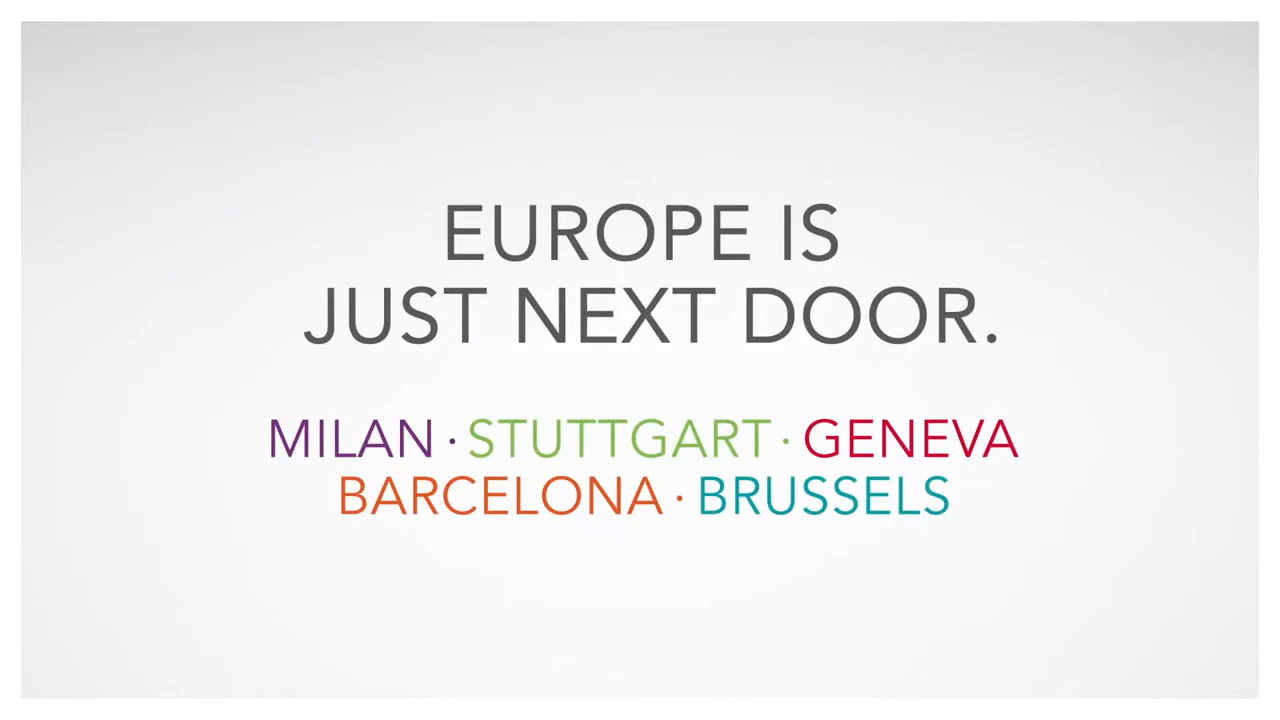 EUROPE IS
JUST NEXT DOOR.
MILAN · STUTTGART · GENEVA
BARCELONA · BRUSSELS